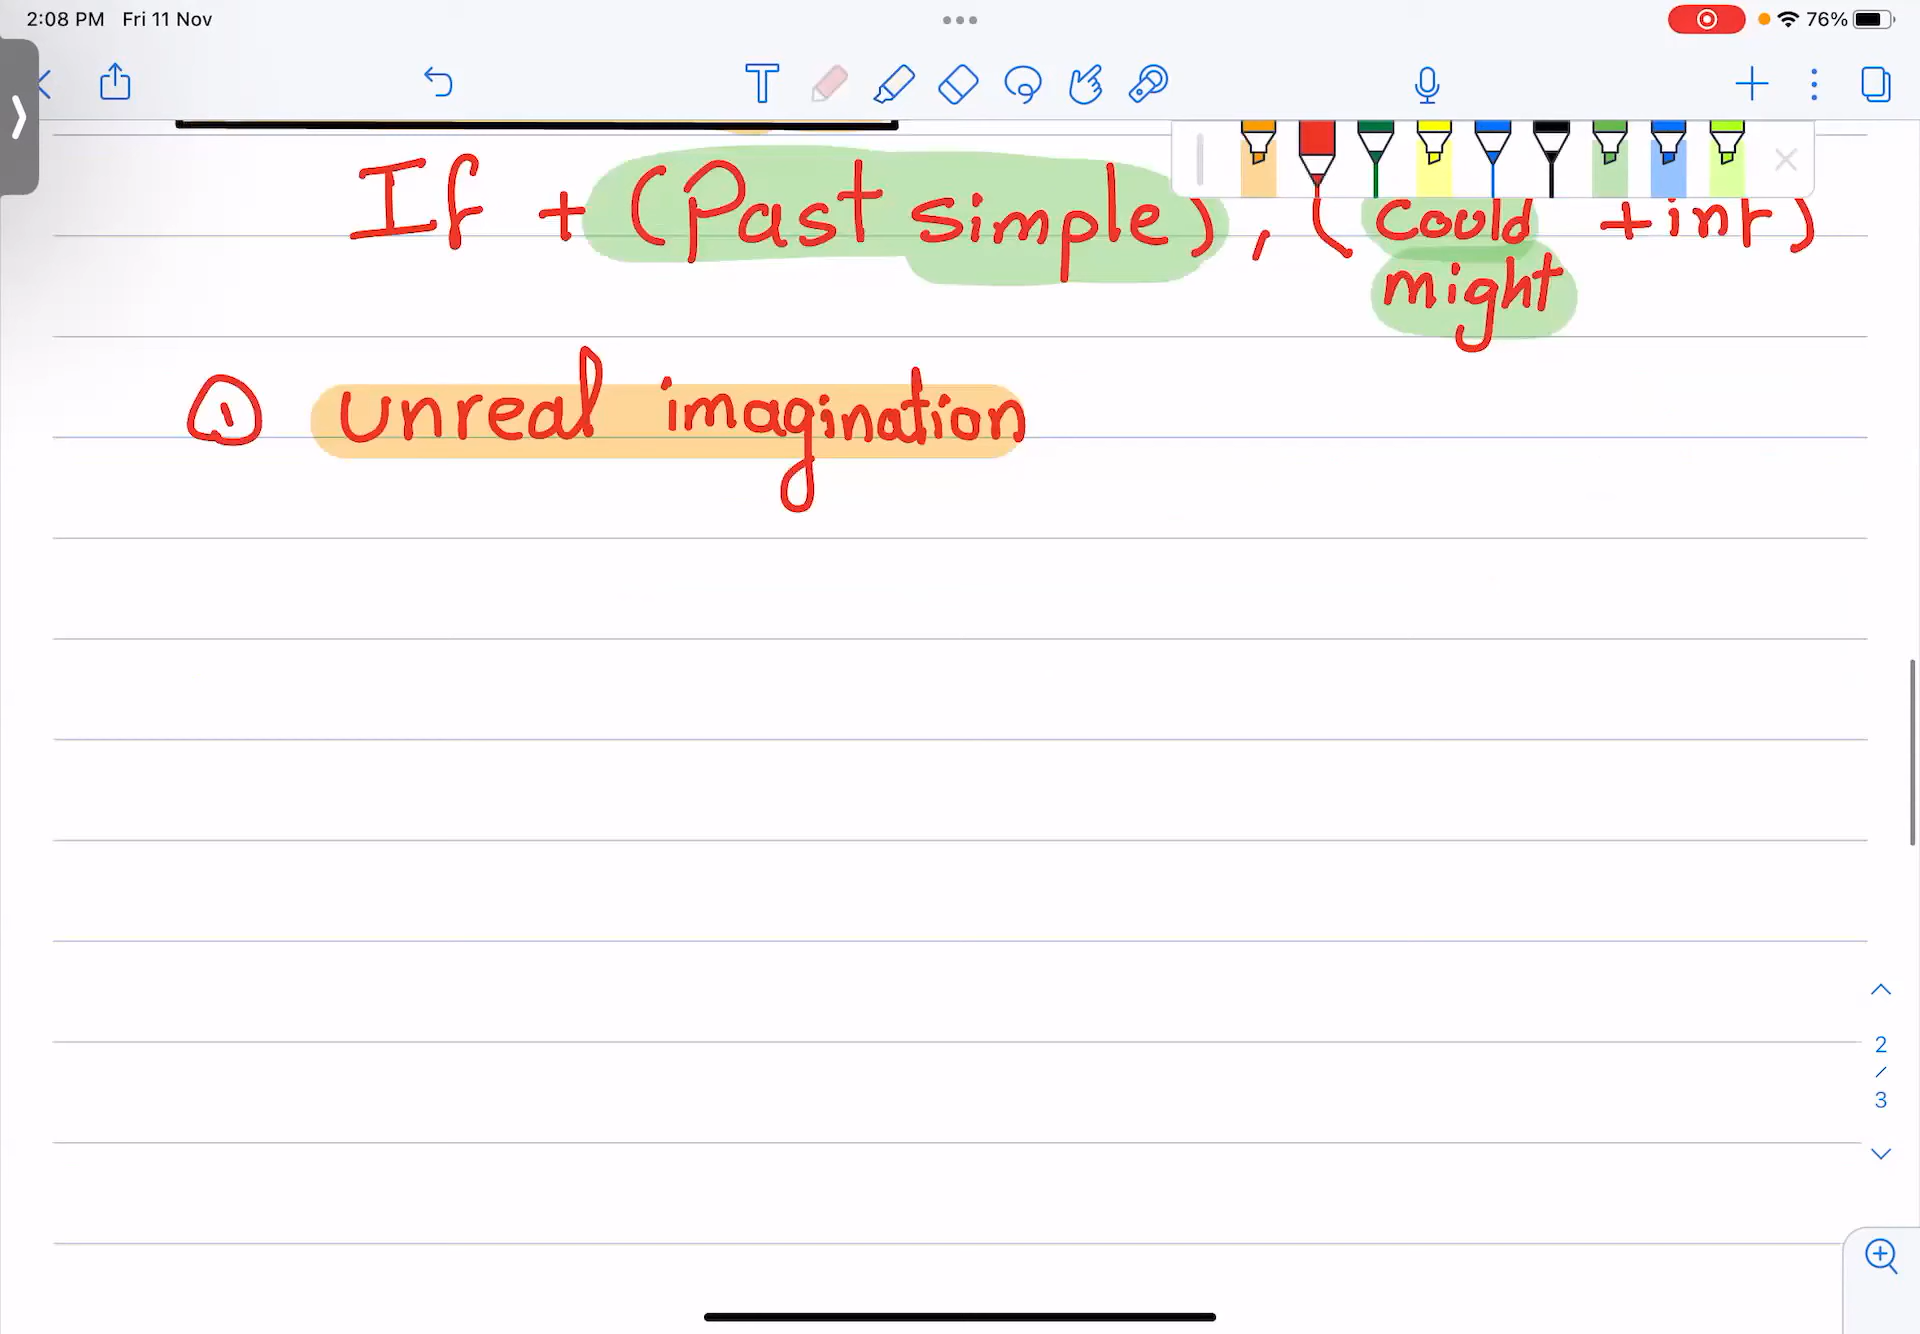 2:08 PM Fri 11 Nov
76%
T
If + (Past simple), (could + inf)
might
① unreal imagination
2
/
3